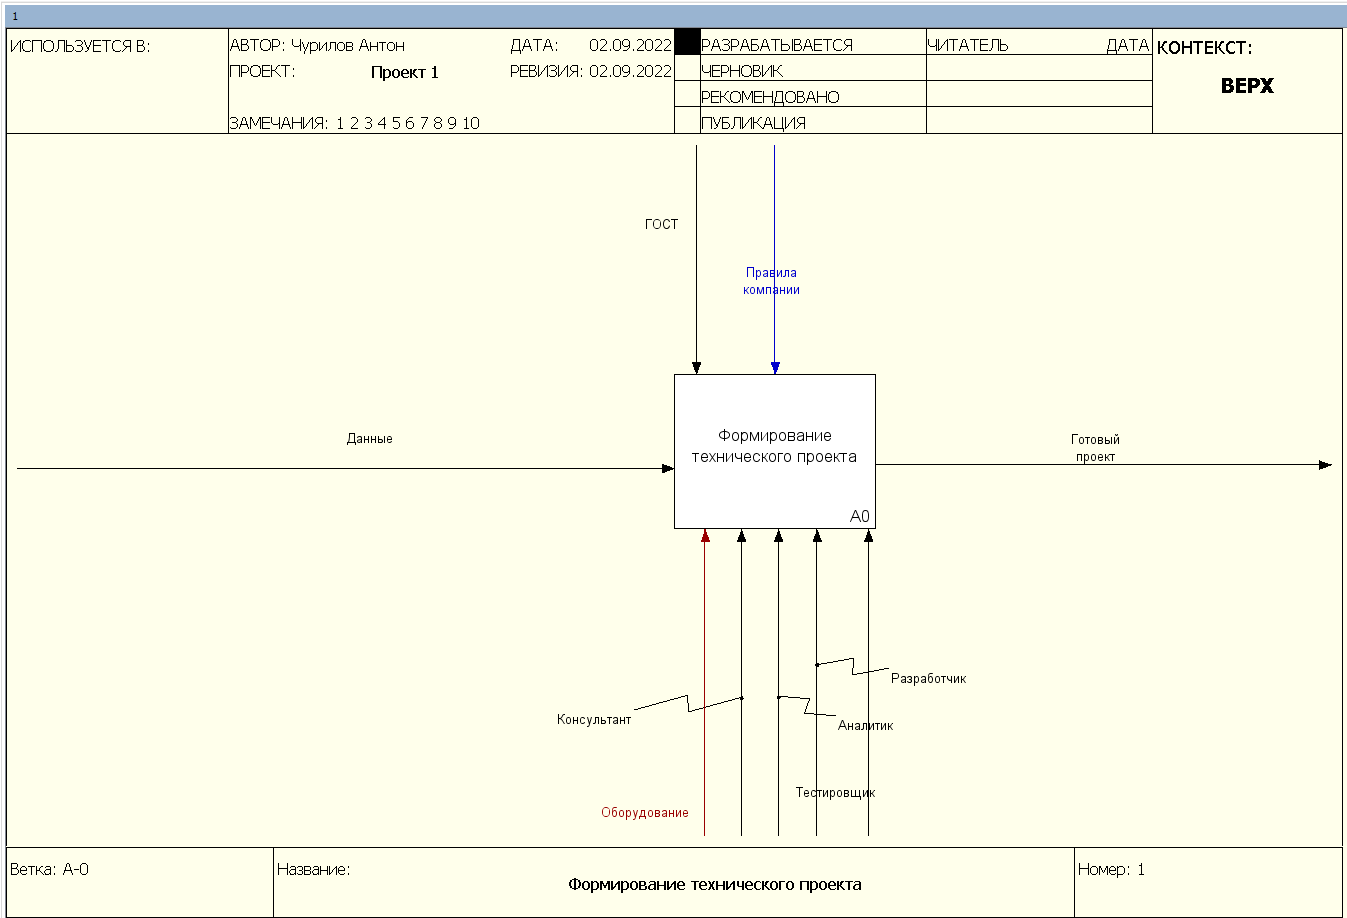 1
ИСПОЛЬЗУЕТСЯ В:
АВТОР: Чурилов Антон
ДАТА: 02.09.2022
ПРОЕКТ: Проект 1
РЕВИЗИЯ: 02.09.2022
ЗАМЕЧАНИЯ: 1 2 3 4 5 6 7 8 9 10
РАЗРАБАТЫВАЕТСЯ
ЧЕРНОВИК
РЕКОМЕНДОВАНО
ПУБЛИКАЦИЯ
ЧИТАТЕЛЬ ДАТА
КОНТЕКСТ:
ВЕРХ
ГОСТ
Правила
компании
Данные
Формирование
технического проекта
A0
Готовый
проект
Разработчик
Консультант
Аналитик
Тестировщик
Оборудование
Ветка: A-0
Название:
Формирование технического проекта
Номер: 1